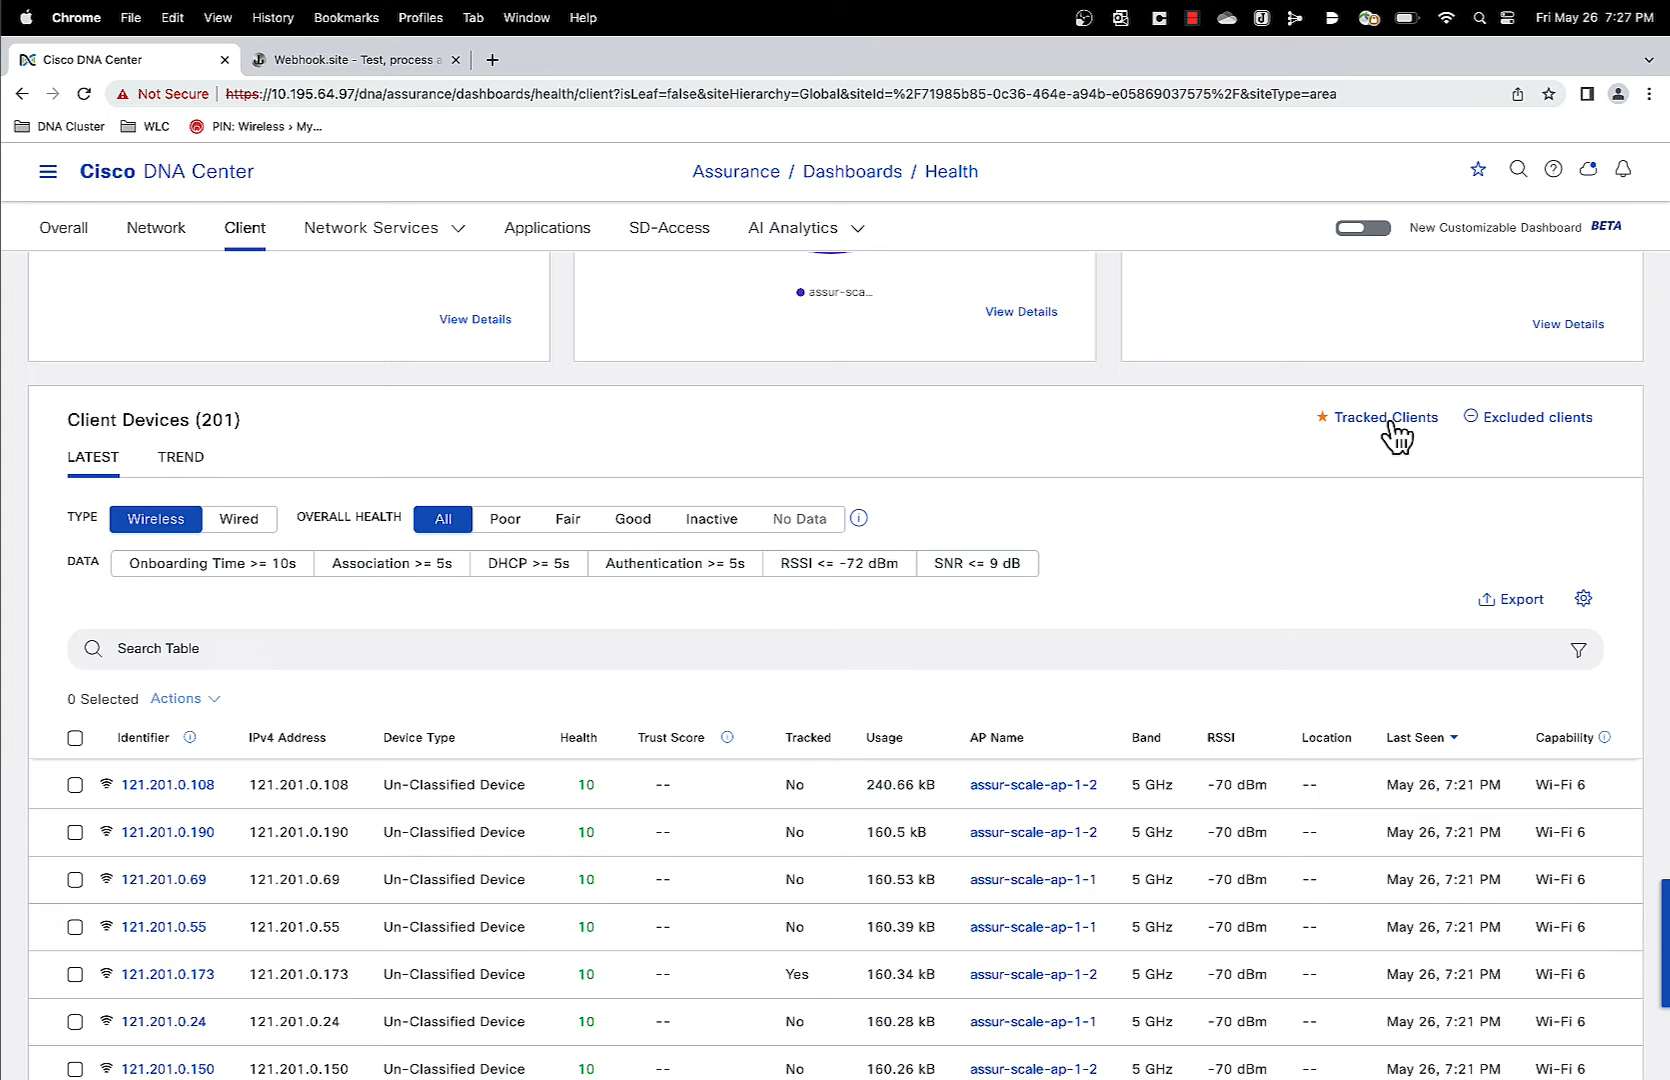 Chrome File Edit View History Bookmarks Profiles Tab Window Help Fri May 26 7:27 PM
Cisco DNA Center Webhook.site - Test, process a
Not Secure https://10.195.64.97/dna/assurance/dashboards/health/client?isLeaf=false&siteHierarchy=Global&siteId=%2F71985b85-0c36-464e-a94b-e05869037575%2F&siteType=area
DNA Cluster WLC PIN: Wireless › My...
Cisco DNA Center Assurance / Dashboards / Health
Overall Network Client Network Services Applications SD-Access AI Analytics New Customizable Dashboard BETA
assur-sca...
View Details View Details View Details
Client Devices (201) Tracked Clients Excluded clients
LATEST TREND
TYPE Wireless Wired OVERALL HEALTH All Poor Fair Good Inactive No Data
DATA Onboarding Time >= 10s Association >= 5s DHCP >= 5s Authentication >= 5s RSSI <= -72 dBm SNR <= 9 dB
Export
Search Table
0 Selected Actions
Identifier IPv4 Address Device Type Health Trust Score Tracked Usage AP Name Band RSSI Location Last Seen Capability
121.201.0.108 121.201.0.108 Un-Classified Device 10 -- No 240.66 kB assur-scale-ap-1-2 5 GHz -70 dBm -- May 26, 7:21 PM Wi-Fi 6
121.201.0.190 121.201.0.190 Un-Classified Device 10 -- No 160.5 kB assur-scale-ap-1-2 5 GHz -70 dBm -- May 26, 7:21 PM Wi-Fi 6
121.201.0.69 121.201.0.69 Un-Classified Device 10 -- No 160.53 kB assur-scale-ap-1-1 5 GHz -70 dBm -- May 26, 7:21 PM Wi-Fi 6
121.201.0.55 121.201.0.55 Un-Classified Device 10 -- No 160.39 kB assur-scale-ap-1-1 5 GHz -70 dBm -- May 26, 7:21 PM Wi-Fi 6
121.201.0.173 121.201.0.173 Un-Classified Device 10 -- Yes 160.34 kB assur-scale-ap-1-2 5 GHz -70 dBm -- May 26, 7:21 PM Wi-Fi 6
121.201.0.24 121.201.0.24 Un-Classified Device 10 -- No 160.28 kB assur-scale-ap-1-1 5 GHz -70 dBm -- May 26, 7:21 PM Wi-Fi 6
121.201.0.150 121.201.0.150 Un-Classified Device 10 -- No 160.26 kB assur-scale-ap-1-2 5 GHz -70 dBm -- May 26, 7:21 PM Wi-Fi 6